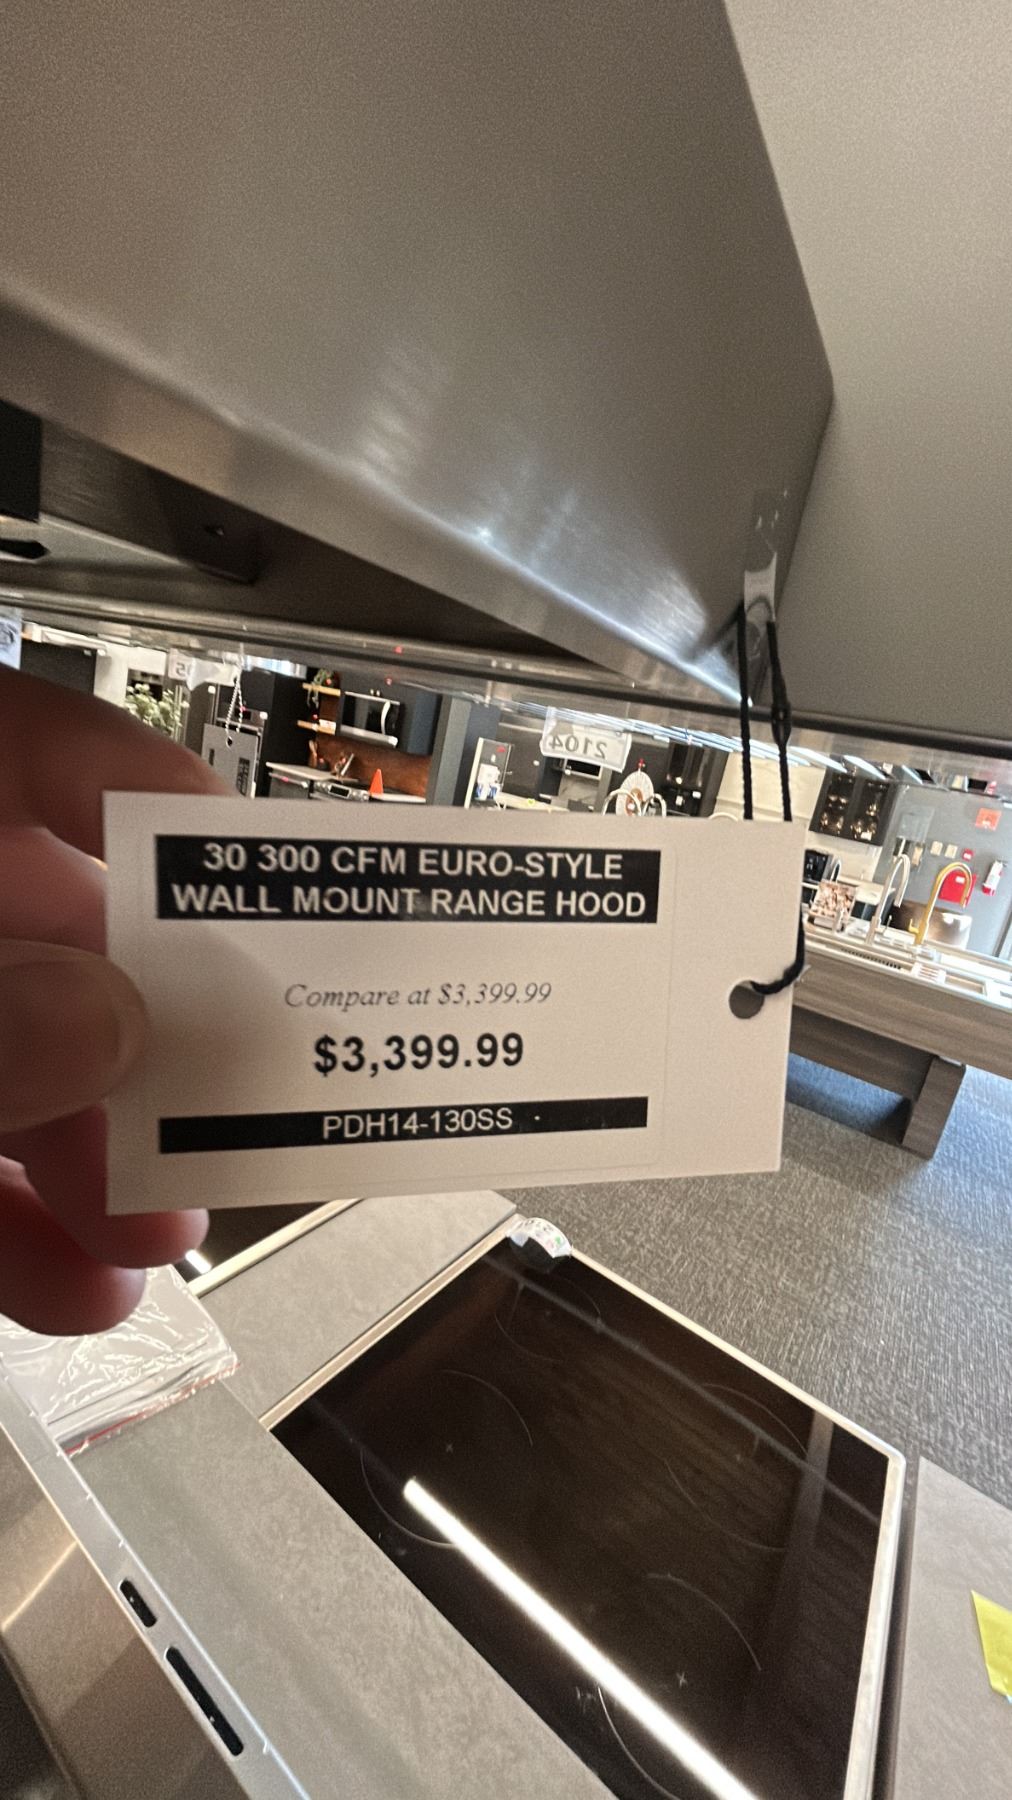 2104
30 300 CFM EURO-STYLE
WALL MOUNT RANGE HOOD
Compare at $3,399.99
$3,399.99
PDH14-130SS